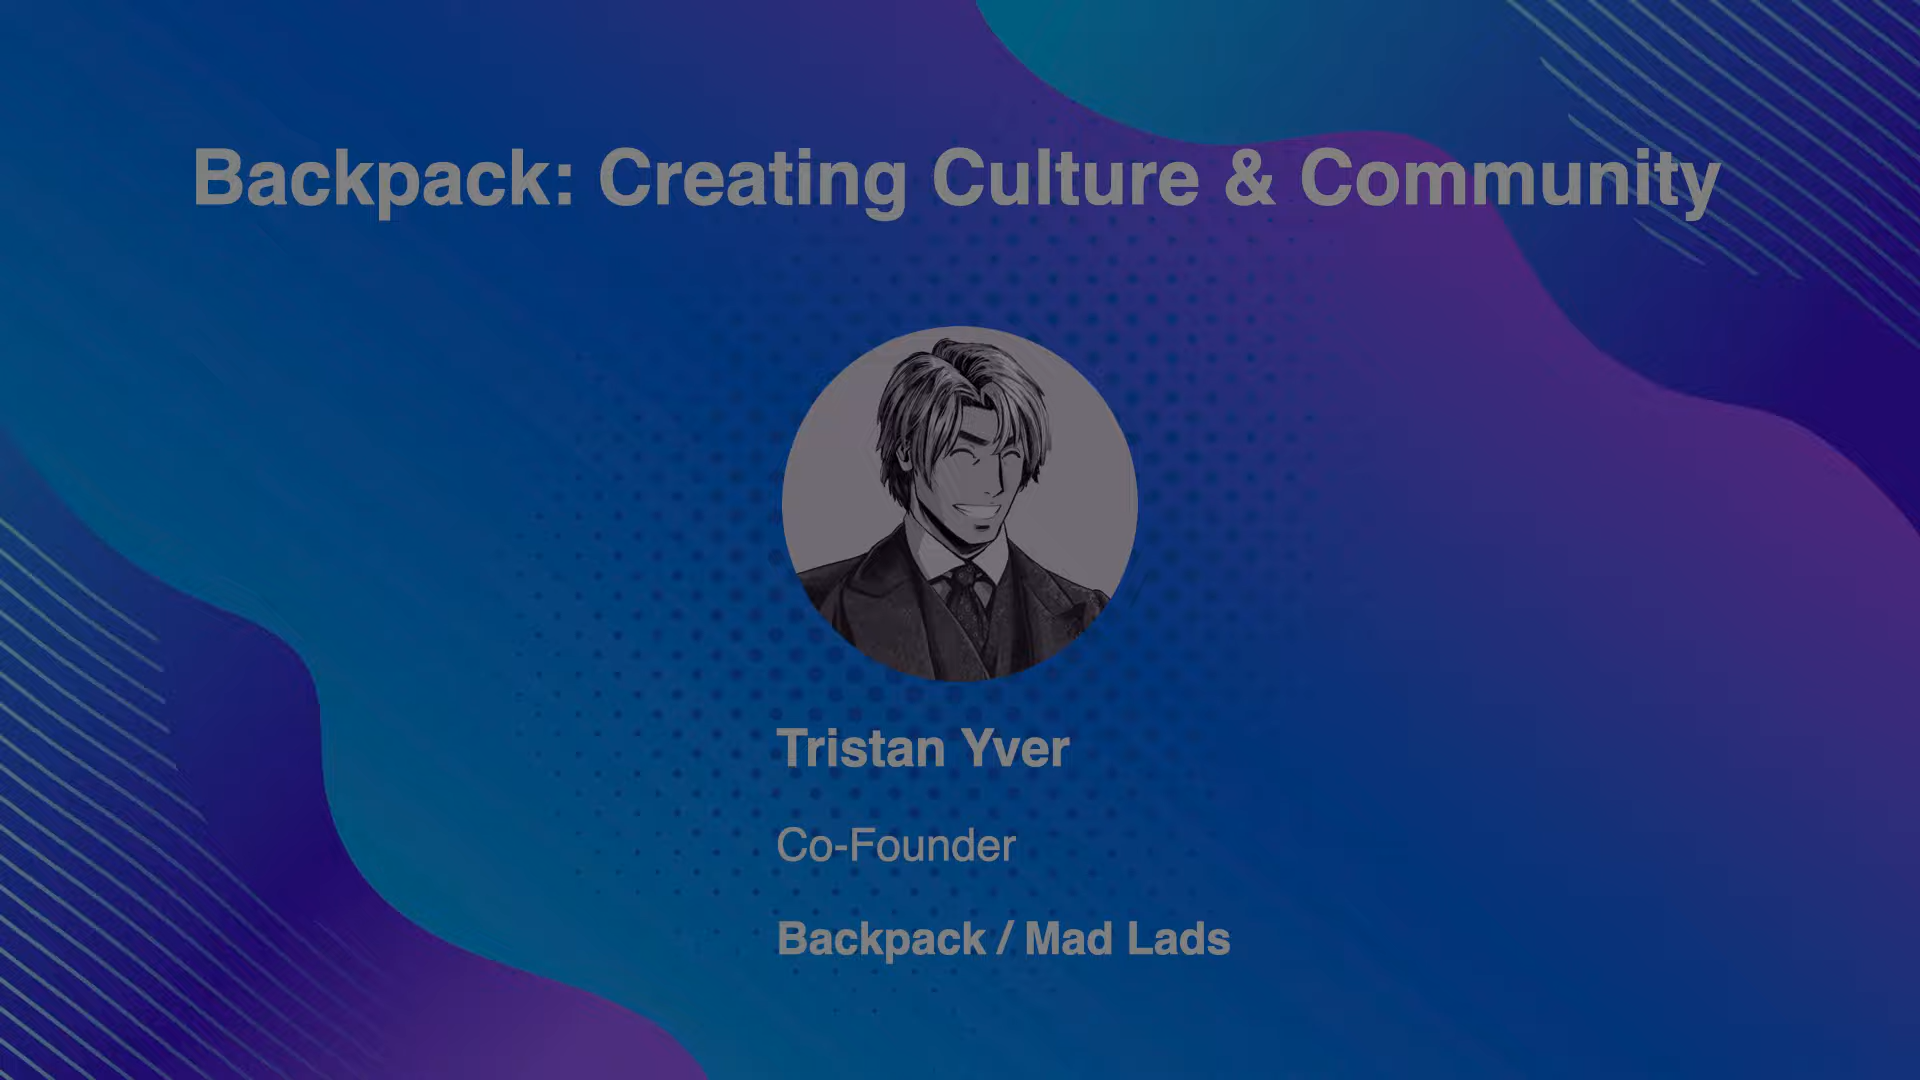 Backpack: Creating Culture & Community
Tristan Yver
Co-Founder
Backpack / Mad Lads